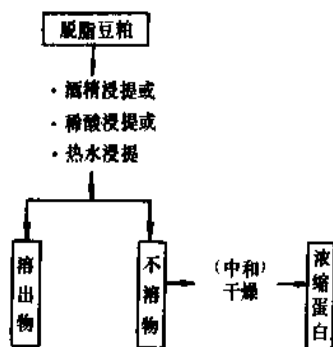 脱脂豆粕
·酒精浸提或
·稀酸浸提或
·热水浸提
溶出物
不溶物
(中和)
干燥
浓缩蛋白